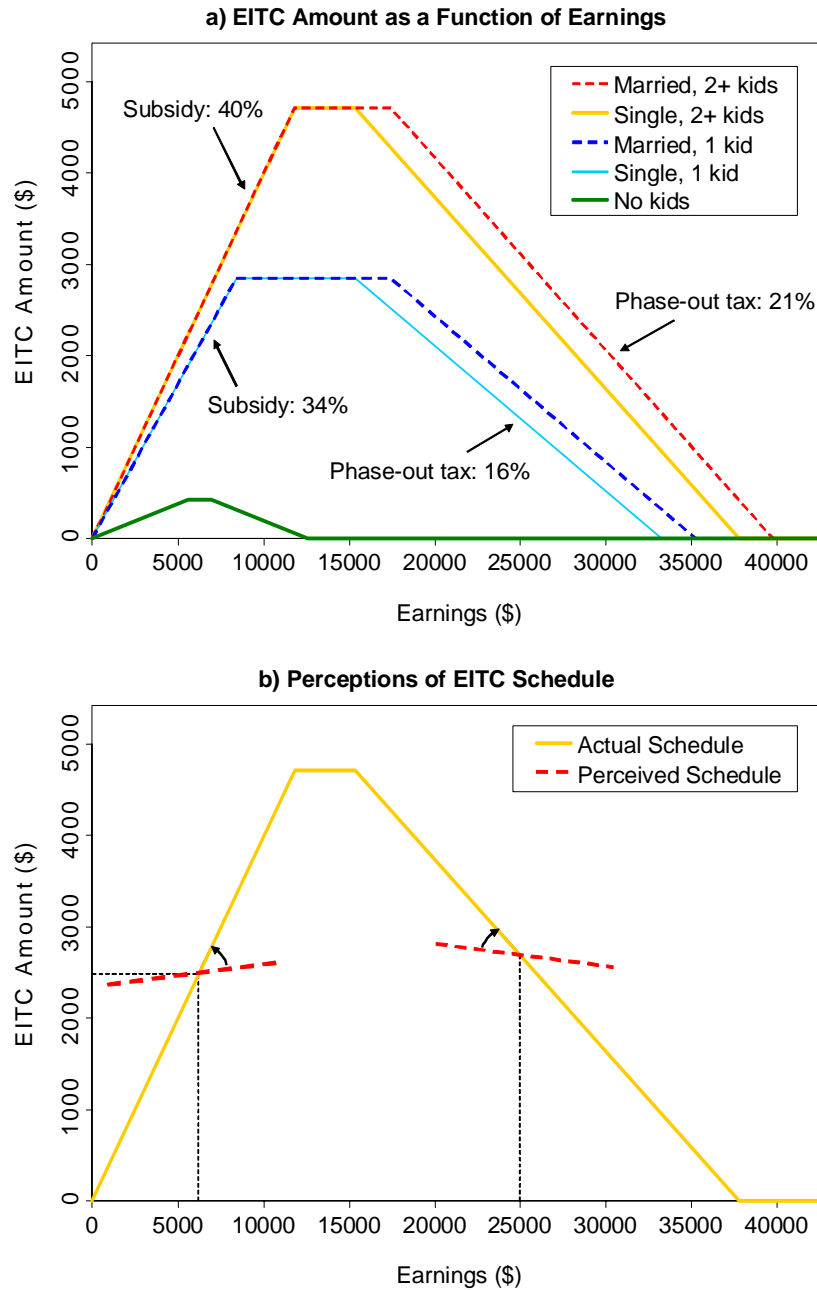 a) EITC Amount as a Function of Earnings
EITC Amount ($)
5000
4000
3000
2000
1000
0
Subsidy: 40%
Married, 2+ kids
Single, 2+ kids
Married, 1 kid
Single, 1 kid
No kids
Phase-out tax: 21%
Subsidy: 34%
Phase-out tax: 16%
0 5000 10000 15000 20000 25000 30000 35000 40000
Earnings ($)
b) Perceptions of EITC Schedule
EITC Amount ($)
5000
4000
3000
2000
1000
0
Actual Schedule
Perceived Schedule
0 5000 10000 15000 20000 25000 30000 35000 40000
Earnings ($)